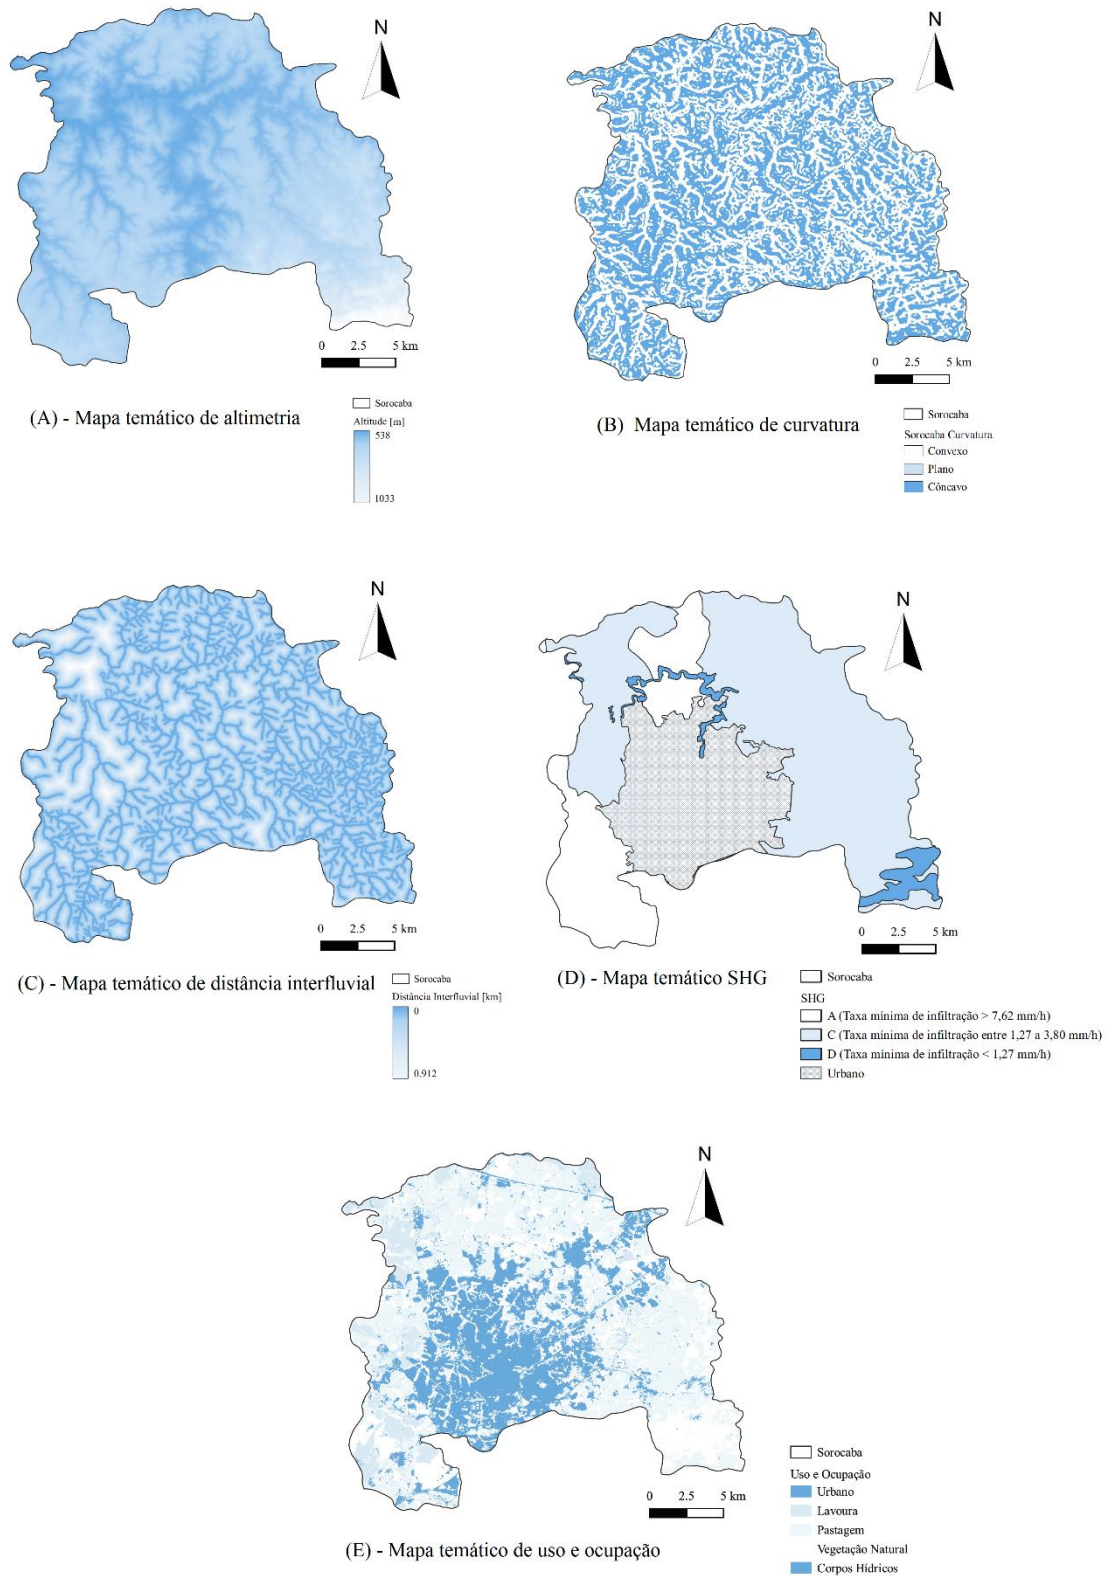 N
0 2.5 5 km
(A) - Mapa temático de altimetria
Sorocaba
Altitude [m]
538
1033
N
0 2.5 5 km
(B) Mapa temático de curvatura
Sorocaba
Sorocaba Curvatura
Convexo
Plano
Côncavo
N
0 2.5 5 km
(C) - Mapa temático de distância interfluvial
Sorocaba
Distância Interfluvial [km]
0
0.912
N
0 2.5 5 km
(D) - Mapa temático SHG
Sorocaba
SHG
A (Taxa mínima de infiltração > 7,62 mm/h)
C (Taxa mínima de infiltração entre 1,27 a 3,80 mm/h)
D (Taxa mínima de infiltração < 1,27 mm/h)
Urbano
N
0 2.5 5 km
(E) - Mapa temático de uso e ocupação
Sorocaba
Uso e Ocupação
Urbano
Lavoura
Pastagem
Vegetação Natural
Corpos Hídricos